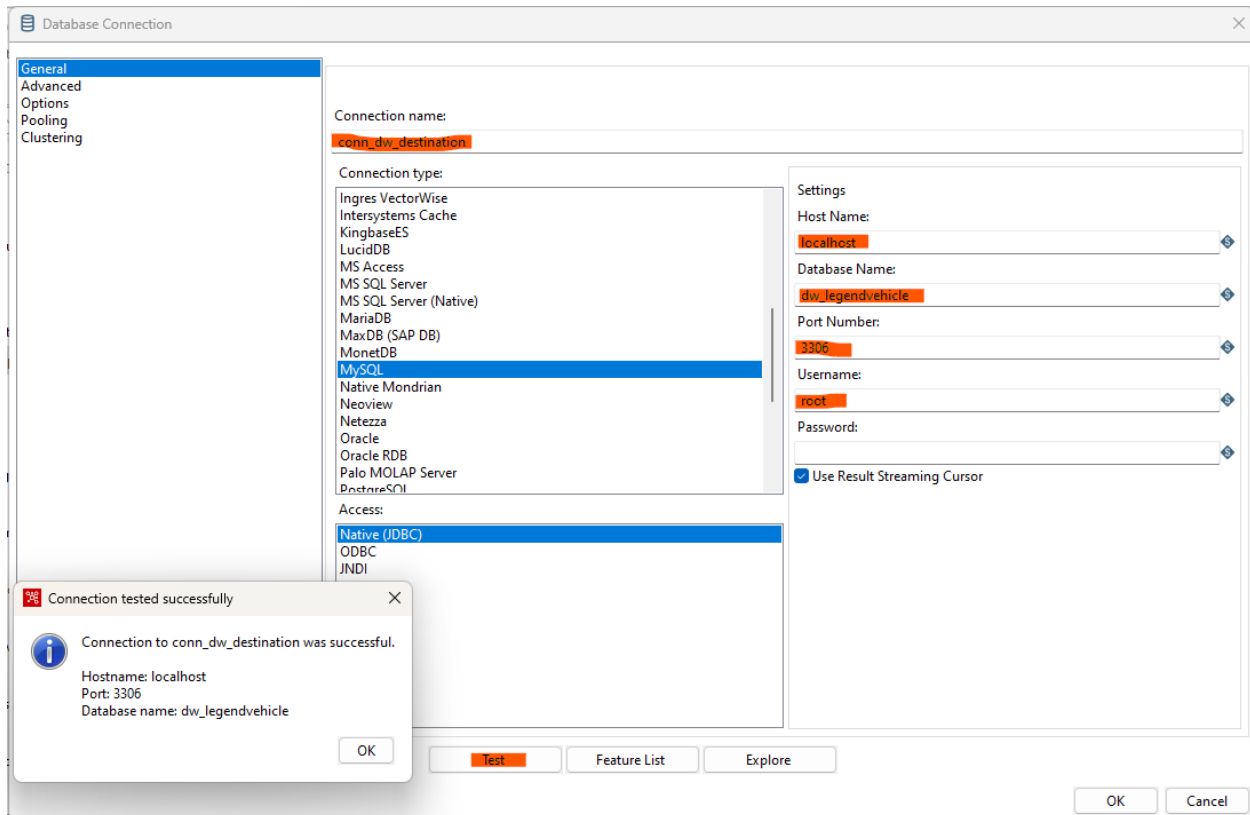 Database Connection
General
Advanced
Options
Pooling
Clustering
Connection name:
conn_dw_destination
Connection type:
Ingres VectorWise
Intersystems Cache
KingbaseES
LucidDB
MS Access
MS SQL Server
MS SQL Server (Native)
MariaDB
MaxDB (SAP DB)
MonetDB
MySQL
Native Mondrian
Neoview
Netezza
Oracle
Oracle RDB
Palo MOLAP Server
PostgreSQL
Access:
Native (JDBC)
ODBC
JNDI
Settings
Host Name:
localhost
Database Name:
dw_legendvehicle
Port Number:
3306
Username:
root
Password:
Use Result Streaming Cursor
Connection tested successfully
Connection to conn_dw_destination was successful.
Hostname: localhost
Port: 3306
Database name: dw_legendvehicle
OK
Test
Feature List
Explore
OK
Cancel